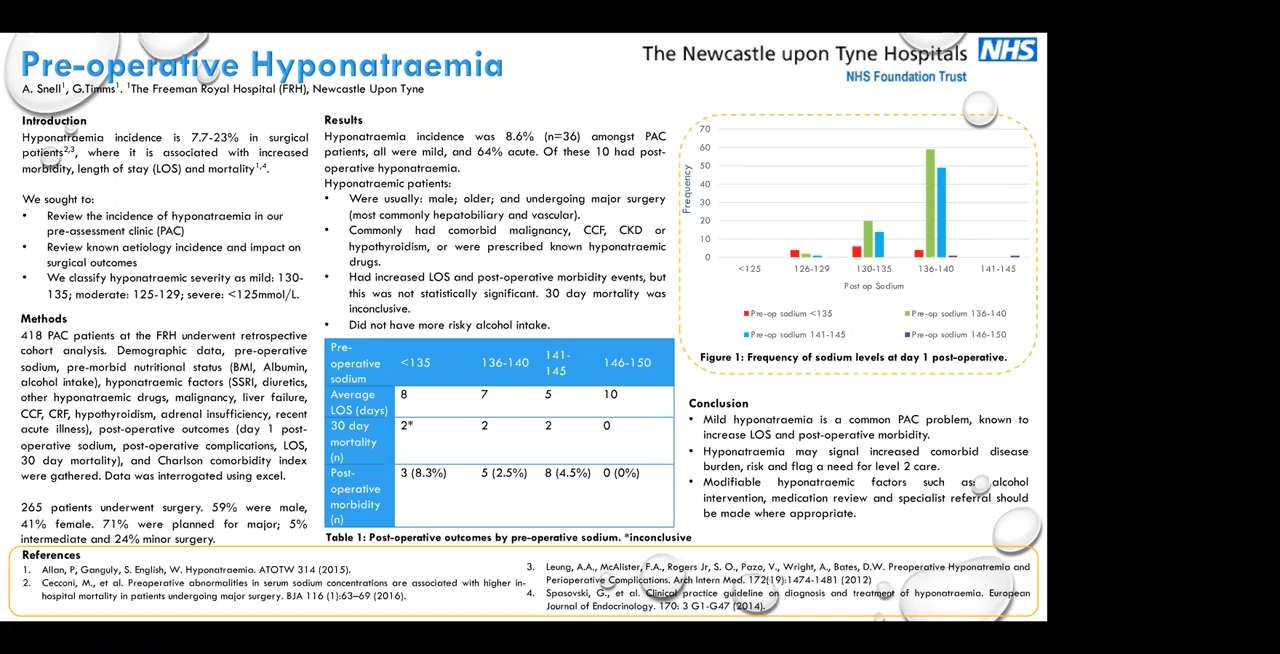 Pre-operative Hyponatraemia
A. Snell¹, G.Timms¹. ¹The Freeman Royal Hospital (FRH), Newcastle Upon Tyne
The Newcastle upon Tyne Hospitals NHS
NHS Foundation Trust
Introduction
Hyponatraemia incidence is 7.7-23% in surgical
patients²,³, where it is associated with increased
morbidity, length of stay (LOS) and mortality¹,⁴.
We sought to:
• Review the incidence of hyponatraemia in our
pre-assessment clinic (PAC)
• Review known aetiology incidence and impact on
surgical outcomes
• We classify hyponatraemic severity as mild: 130-
135; moderate: 125-129; severe: <125mmol/L.
Methods
418 PAC patients at the FRH underwent retrospective
cohort analysis. Demographic data, pre-operative
sodium, pre-morbid nutritional status (BMI, Albumin,
alcohol intake), hyponatraemic factors (SSRI, diuretics,
other hyponatraemic drugs, malignancy, liver failure,
CCF, CRF, hypothyroidism, adrenal insufficiency, recent
acute illness), post-operative outcomes (day 1 post-
operative sodium, post-operative complications, LOS,
30 day mortality), and Charlson comorbidity index
were gathered. Data was interrogated using excel.
265 patients underwent surgery. 59% were male,
41% female. 71% were planned for major; 5%
intermediate and 24% minor surgery.
Results
Hyponatraemia incidence was 8.6% (n=36) amongst PAC
patients, all were mild, and 64% acute. Of these 10 had post-
operative hyponatraemia.
Hyponatraemic patients:
• Were usually: male; older; and undergoing major surgery
(most commonly hepatobiliary and vascular).
• Commonly had comorbid malignancy, CCF, CKD or
hypothyroidism, or were prescribed known hyponatraemic
drugs.
• Had increased LOS and post-operative morbidity events, but
this was not statistically significant. 30 day mortality was
inconclusive.
• Did not have more risky alcohol intake.
Pre-
operative
sodium
<135
136-140
141-
145
146-150
Average
LOS (days)
8 7 5 10
30 day
mortality
(n)
2* 2 2 0
Post-
operative
morbidity
(n)
3 (8.3%) 5 (2.5%) 8 (4.5%) 0 (0%)
Table 1: Post-operative outcomes by pre-operative sodium. *inconclusive
Frequency
70
60
50
40
30
20
10
0
<125 126-129 130-135 136-140 141-145
Post op Sodium
Pre-op sodium <135 Pre-op sodium 136-140
Pre-op sodium 141-145 Pre-op sodium 146-150
Figure 1: Frequency of sodium levels at day 1 post-operative.
Conclusion
• Mild hyponatraemia is a common PAC problem, known to
increase LOS and post-operative morbidity.
• Hyponatraemia may signal increased comorbid disease
burden, risk and flag a need for level 2 care.
• Modifiable hyponatraemic factors such as: alcohol
intervention, medication review and specialist referral should
be made where appropriate.
References
1. Allan, P, Ganguly, S. English, W. Hyponatraemia. ATOTW 314 (2015).
2. Cecconi, M., et al. Preoperative abnormalities in serum sodium concentrations are associated with higher in-
hospital mortality in patients undergoing major surgery. BJA 116 (1):63–69 (2016).
3. Leung, A.A., McAlister, F.A., Rogers Jr, S. O., Pazo, V., Wright, A., Bates, D.W. Preoperative Hyponatremia and
Perioperative Complications. Arch Intern Med. 172(19):1474-1481 (2012)
4. Spasovski, G., et al. Clinical practice guideline on diagnosis and treatment of hyponatraemia. European
Journal of Endocrinology. 170: 3 G1-G47 (2014).